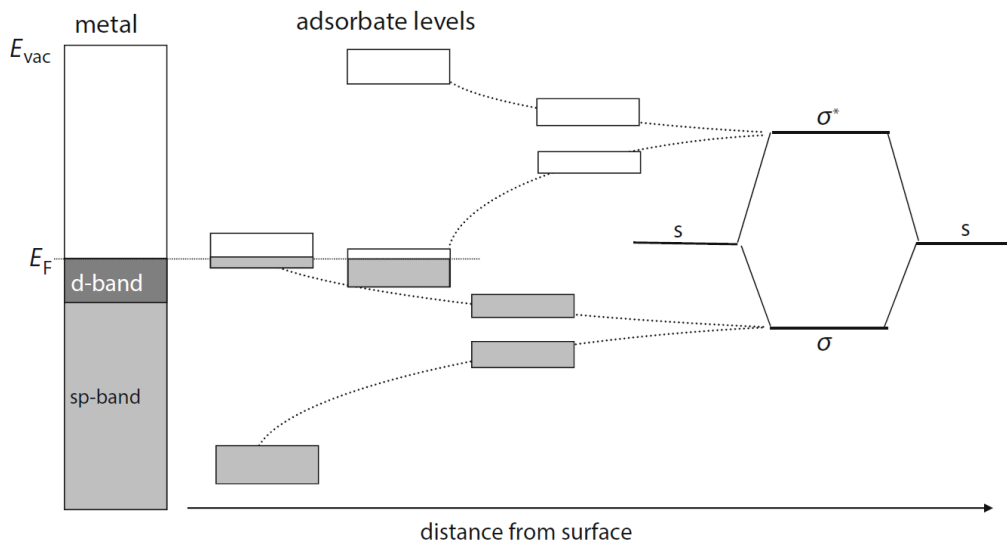 metal
adsorbate levels
E_vac
σ*
s
s
E_F
d-band
σ
sp-band
distance from surface